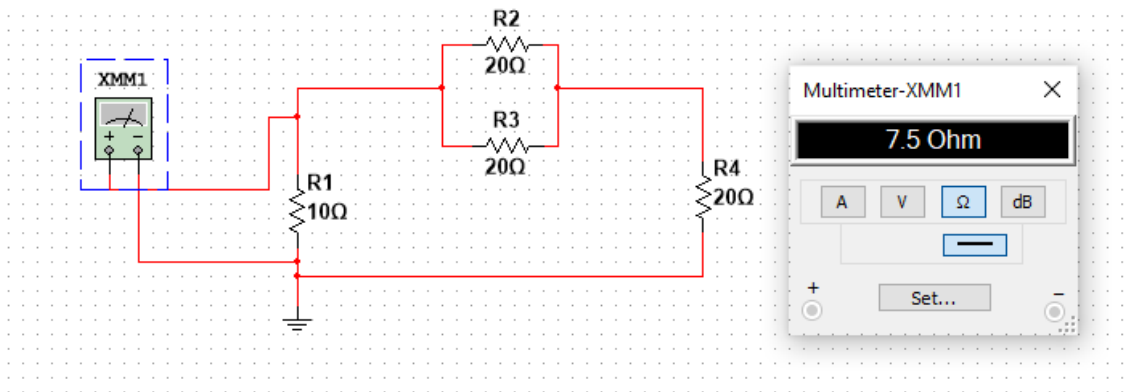 R2
20Ω
XMM1
+ −
R3
20Ω
R1
10Ω
R4
20Ω
Multimeter-XMM1
7.5 Ohm
A V Ω dB
+ −
Set...